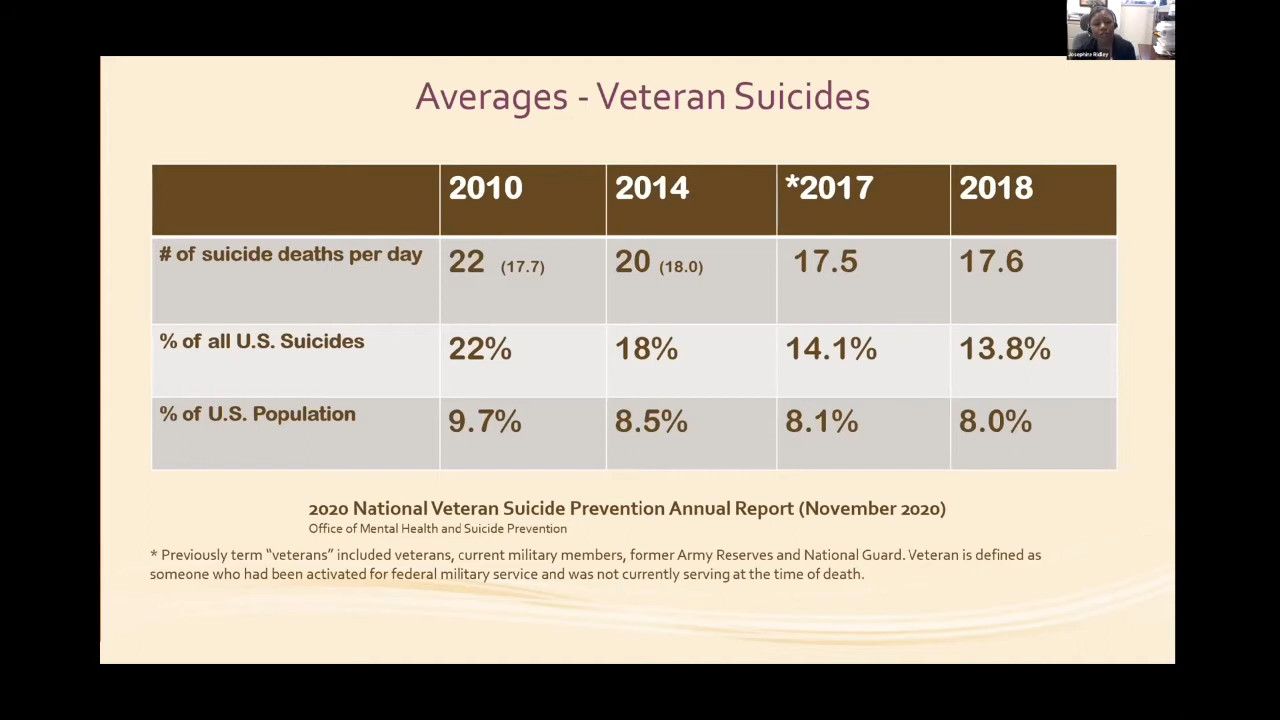 Josephine Ridley
Averages - Veteran Suicides
2010 2014 *2017 2018
# of suicide deaths per day 22 (17.7) 20 (18.0) 17.5 17.6
% of all U.S. Suicides 22% 18% 14.1% 13.8%
% of U.S. Population 9.7% 8.5% 8.1% 8.0%
2020 National Veteran Suicide Prevention Annual Report (November 2020)
Office of Mental Health and Suicide Prevention
* Previously term “veterans” included veterans, current military members, former Army Reserves and National Guard. Veteran is defined as
someone who had been activated for federal military service and was not currently serving at the time of death.